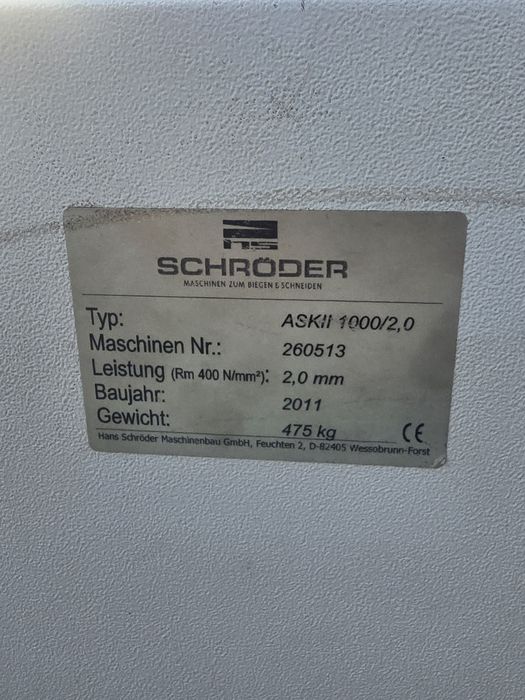 HS
SCHRÖDER
MASCHINEN ZUM BIEGEN & SCHNEIDEN
Typ: ASKII 1000/2,0
Maschinen Nr.: 260513
Leistung (Rm 400 N/mm²): 2,0 mm
Baujahr: 2011
Gewicht: 475 kg CE
Hans Schröder Maschinenbau GmbH, Feuchten 2, D-82405 Wessobrunn-Forst